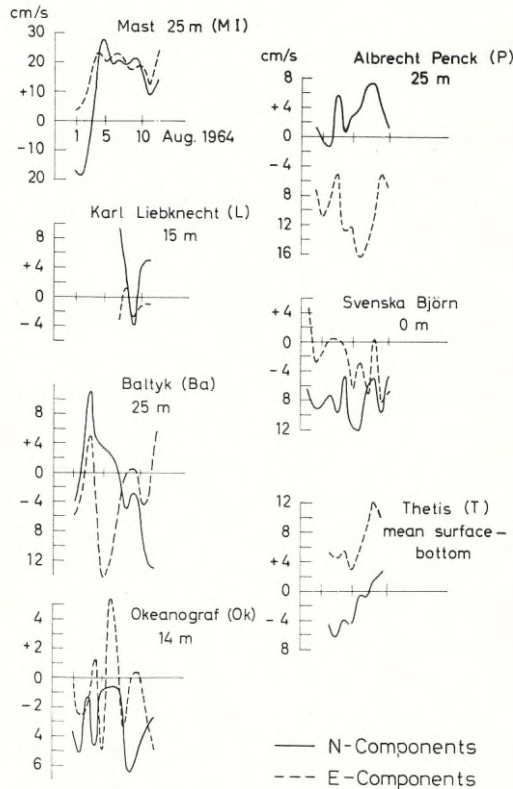 cm/s
Mast 25m (M I)
30
20
+10
0
-10
20
1 5 10 Aug. 1964
Karl Liebknecht (L)
15 m
8
+4
0
-4
Baltyk (Ba)
25 m
8
+4
0
-4
8
12
Okeanograf (Ok)
14 m
4
+2
0
-2
4
6
cm/s
Albrecht Penck (P)
25 m
8
+4
0
-4
8
12
16
Svenska Björn
0 m
+4
0
-4
8
12
Thetis (T)
mean surface-
bottom
12
8
+4
0
-4
8
N-Components
E-Components